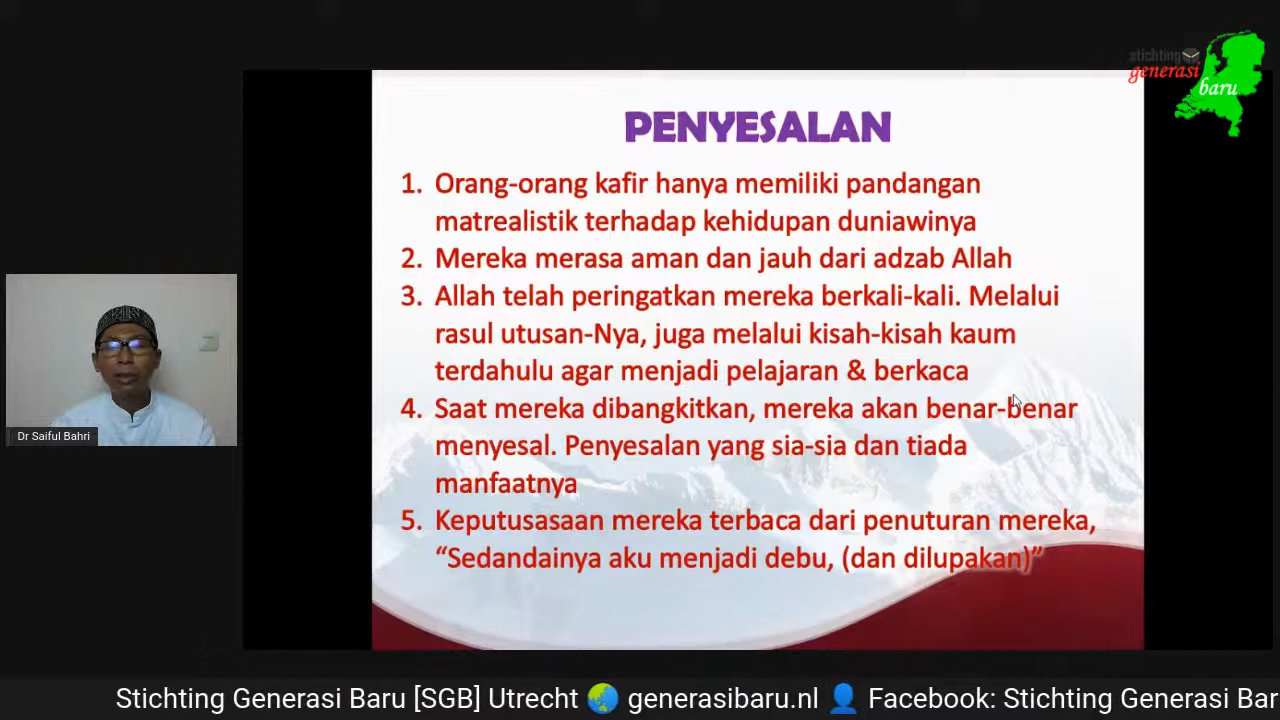 stichting
generasi
baru
PENYESALAN
1. Orang-orang kafir hanya memiliki pandangan
matrealistik terhadap kehidupan duniawinya
2. Mereka merasa aman dan jauh dari adzab Allah
3. Allah telah peringatkan mereka berkali-kali. Melalui
rasul utusan-Nya, juga melalui kisah-kisah kaum
terdahulu agar menjadi pelajaran & berkaca
4. Saat mereka dibangkitkan, mereka akan benar-benar
menyesal. Penyesalan yang sia-sia dan tiada
manfaatnya
5. Keputusasaan mereka terbaca dari penuturan mereka,
“Sedandainya aku menjadi debu, (dan dilupakan)”
Dr Saiful Bahri
Stichting Generasi Baru [SGB] Utrecht 🌏 generasibaru.nl 👤 Facebook: Stichting Generasi Bar